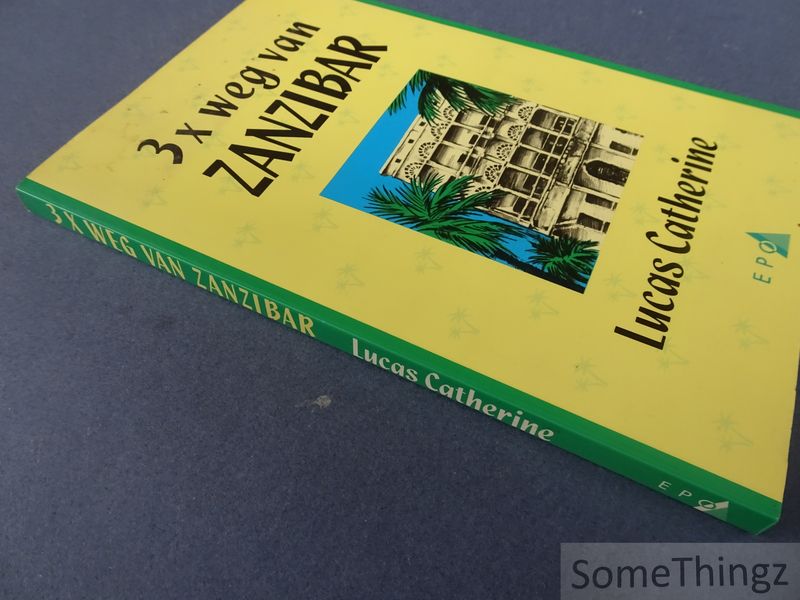 3 x weg van
ZANZIBAR
Lucas Catherine
EPO
3 X WEG VAN ZANZIBAR
Lucas Catherine
EPO
SomeThingz